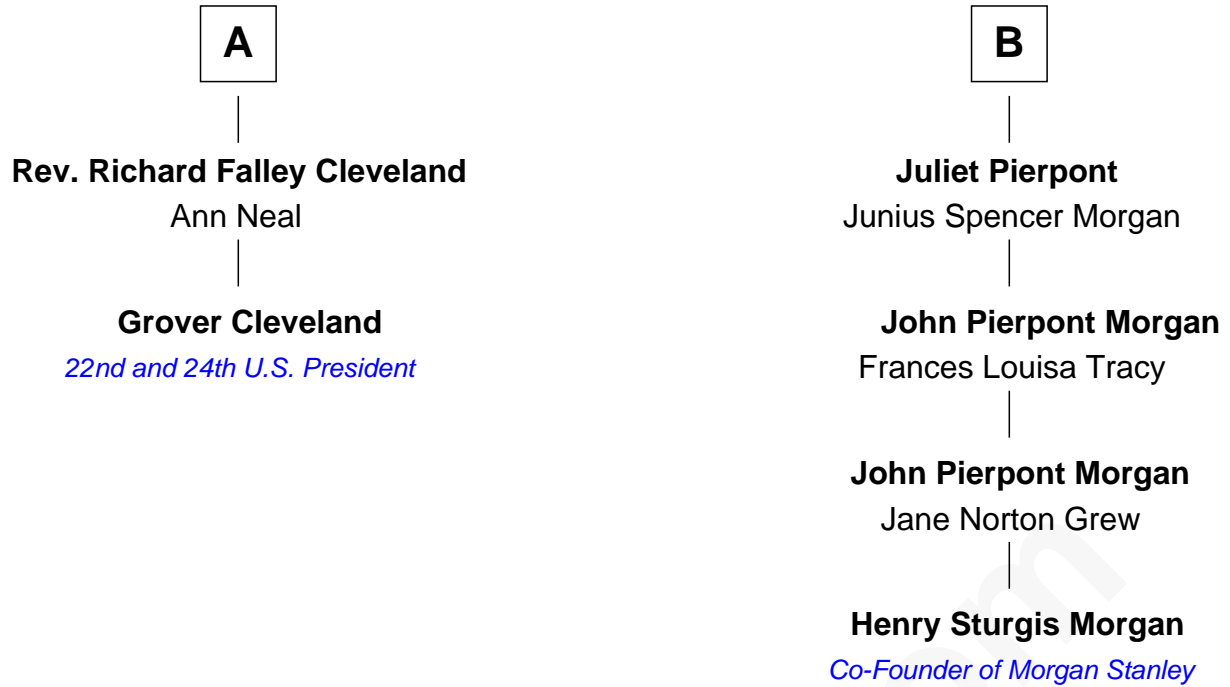 A
Rev. Richard Falley Cleveland
Ann Neal
Grover Cleveland
22nd and 24th U.S. President
B
Juliet Pierpont
Junius Spencer Morgan
John Pierpont Morgan
Frances Louisa Tracy
John Pierpont Morgan
Jane Norton Grew
Henry Sturgis Morgan
Co-Founder of Morgan Stanley